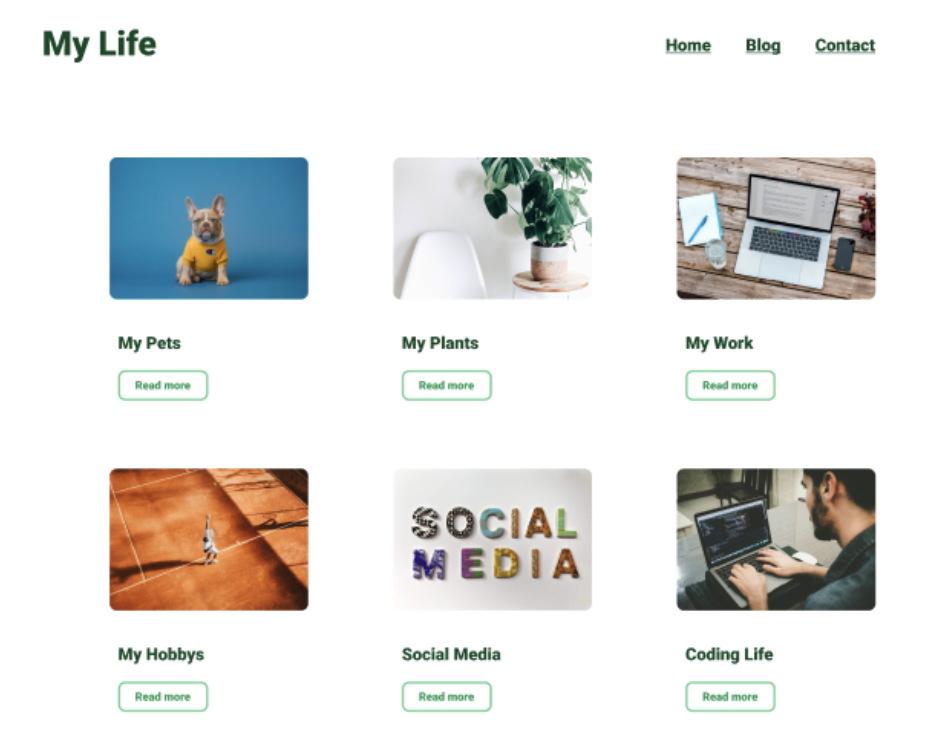 My Life
Home Blog Contact
My Pets
Read more
My Plants
Read more
My Work
Read more
SOCIAL
MEDIA
My Hobbys
Read more
Social Media
Read more
Coding Life
Read more